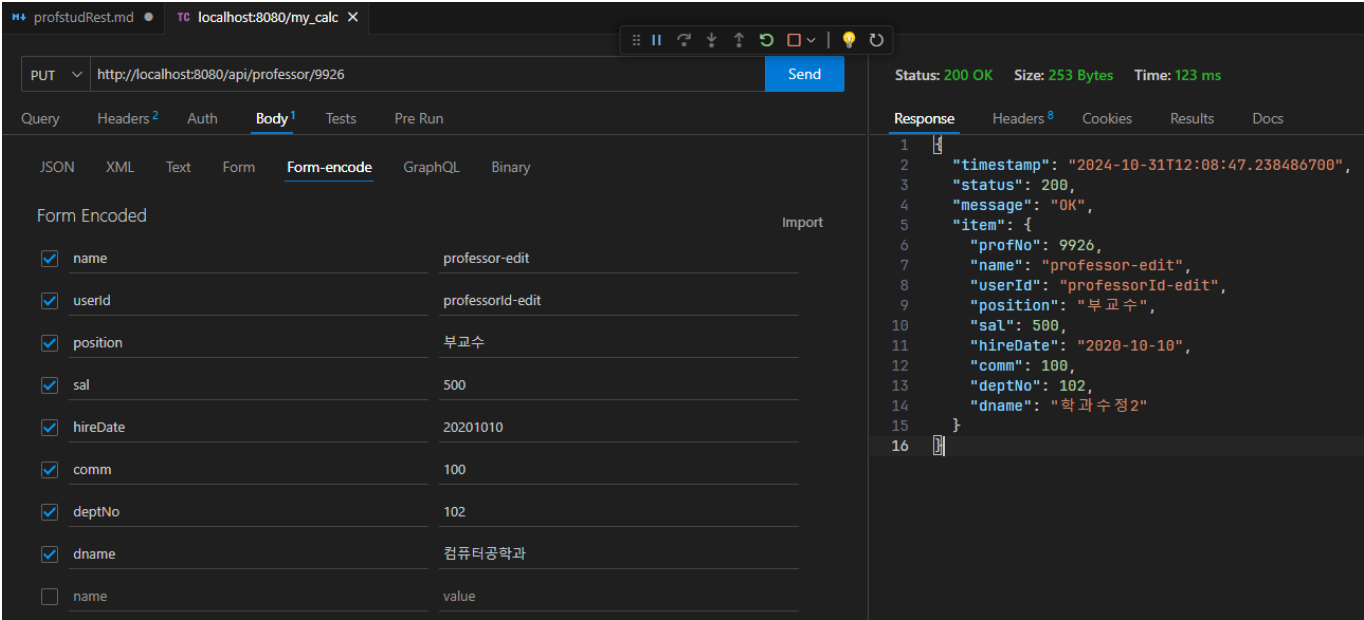 profstudRest.md
TC localhost:8080/my_calc
PUT http://localhost:8080/api/professor/9926 Send
Query Headers 2 Auth Body 1 Tests Pre Run
JSON XML Text Form Form-encode GraphQL Binary
Form Encoded
Import
name professor-edit
userId professorId-edit
position 부교수
sal 500
hireDate 20201010
comm 100
deptNo 102
dname 컴퓨터공학과
name value
Status: 200 OK Size: 253 Bytes Time: 123 ms
Response Headers 8 Cookies Results Docs
1 {
2 "timestamp": "2024-10-31T12:08:47.238486700",
3 "status": 200,
4 "message": "OK",
5 "item": {
6 "profNo": 9926,
7 "name": "professor-edit",
8 "userId": "professorId-edit",
9 "position": "부교수",
10 "sal": 500,
11 "hireDate": "2020-10-10",
12 "comm": 100,
13 "deptNo": 102,
14 "dname": "학과수정2"
15 }
16 }